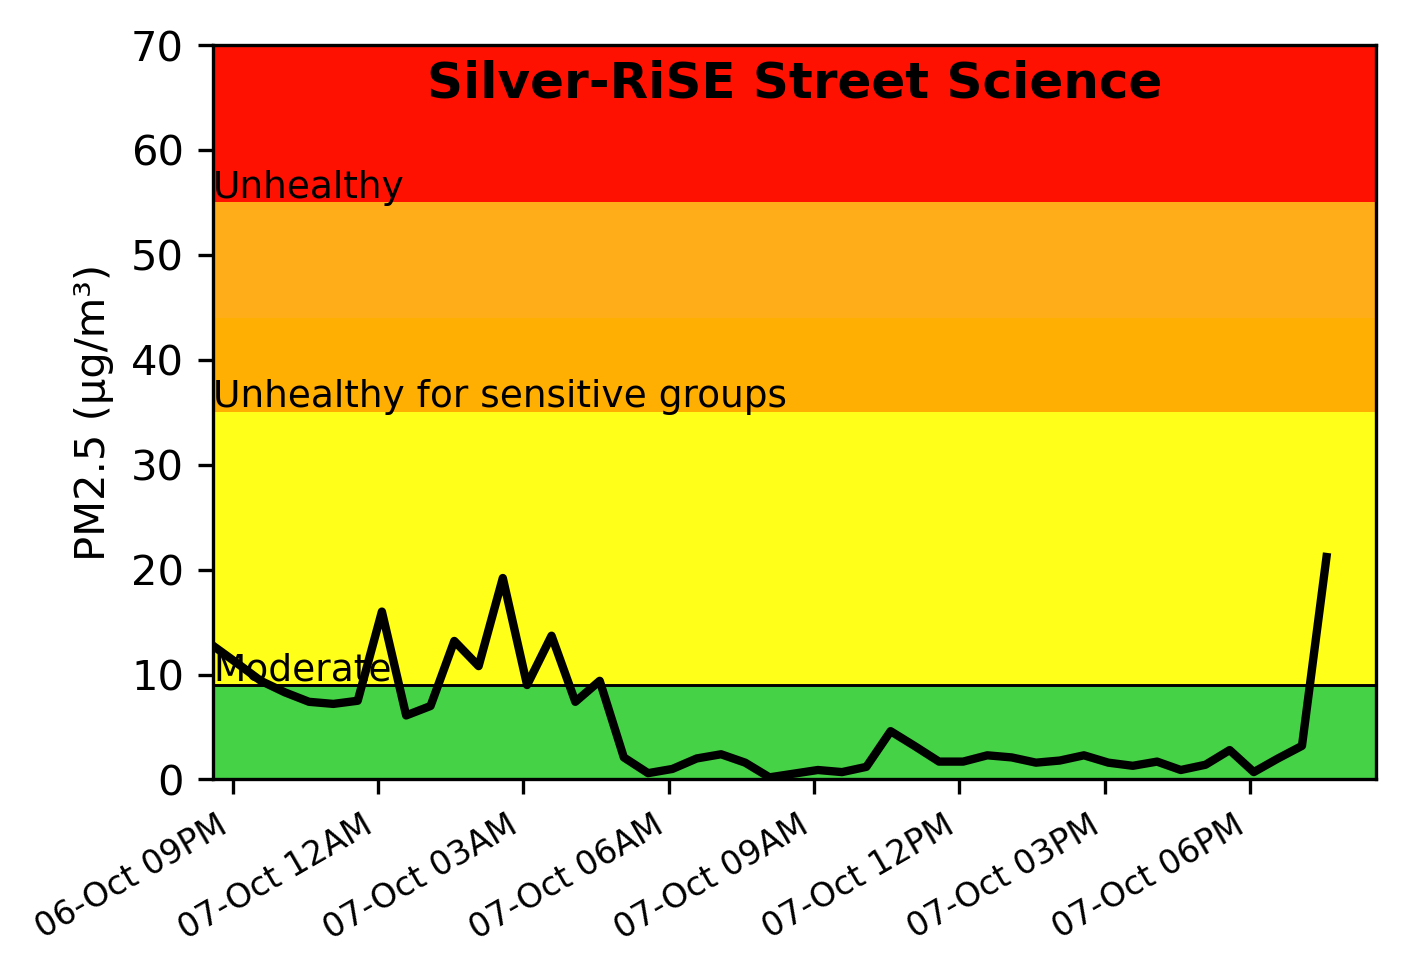 Silver-RiSE Street Science
70
60
50
40
30
20
10
0
PM2.5 (µg/m³)
Unhealthy
Unhealthy for sensitive groups
Moderate
06-Oct 09PM
07-Oct 12AM
07-Oct 03AM
07-Oct 06AM
07-Oct 09AM
07-Oct 12PM
07-Oct 03PM
07-Oct 06PM